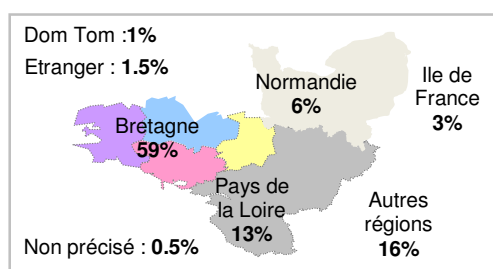 Dom Tom :1%
Etranger : 1.5%
Normandie
6%
Ile de
France
3%
Bretagne
59%
Pays de
la Loire
13%
Autres
régions
16%
Non précisé : 0.5%